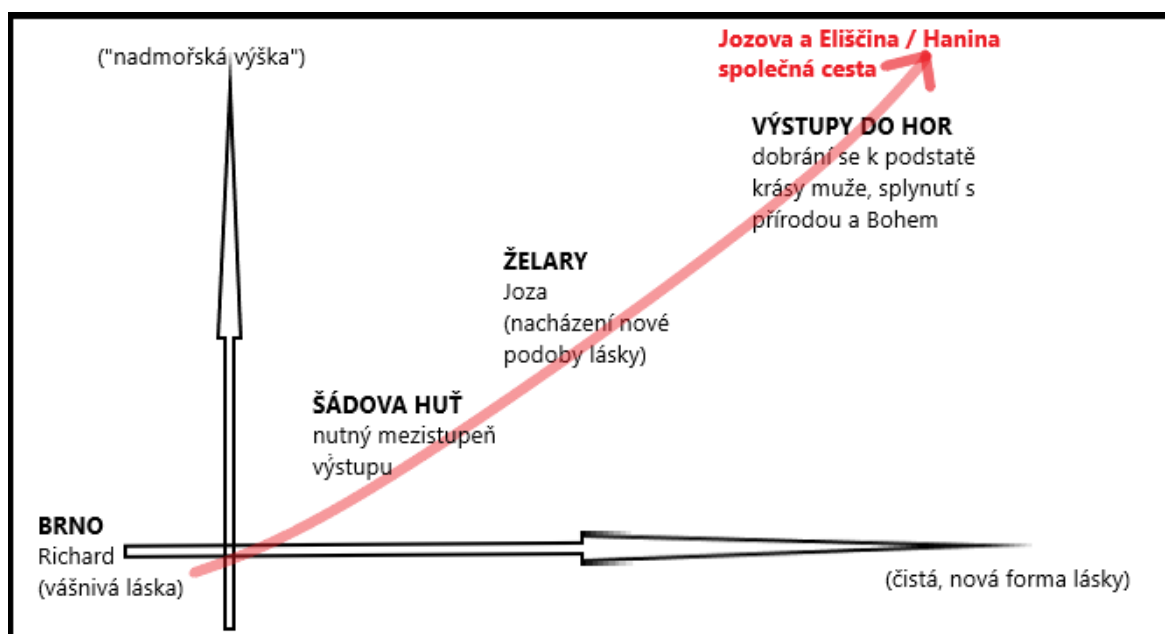 ("nadmořská výška")
Jozova a Eliščina / Hanina
společná cesta
VÝSTUPY DO HOR
dobrání se k podstatě
krásy muže, splynutí s
přírodou a Bohem
ŽELARY
Joza
(nacházení nové
podoby lásky)
ŠÁDOVA HUŤ
nutný mezistupeň
výstupu
BRNO
Richard
(vášnivá láska)
(čistá, nová forma lásky)